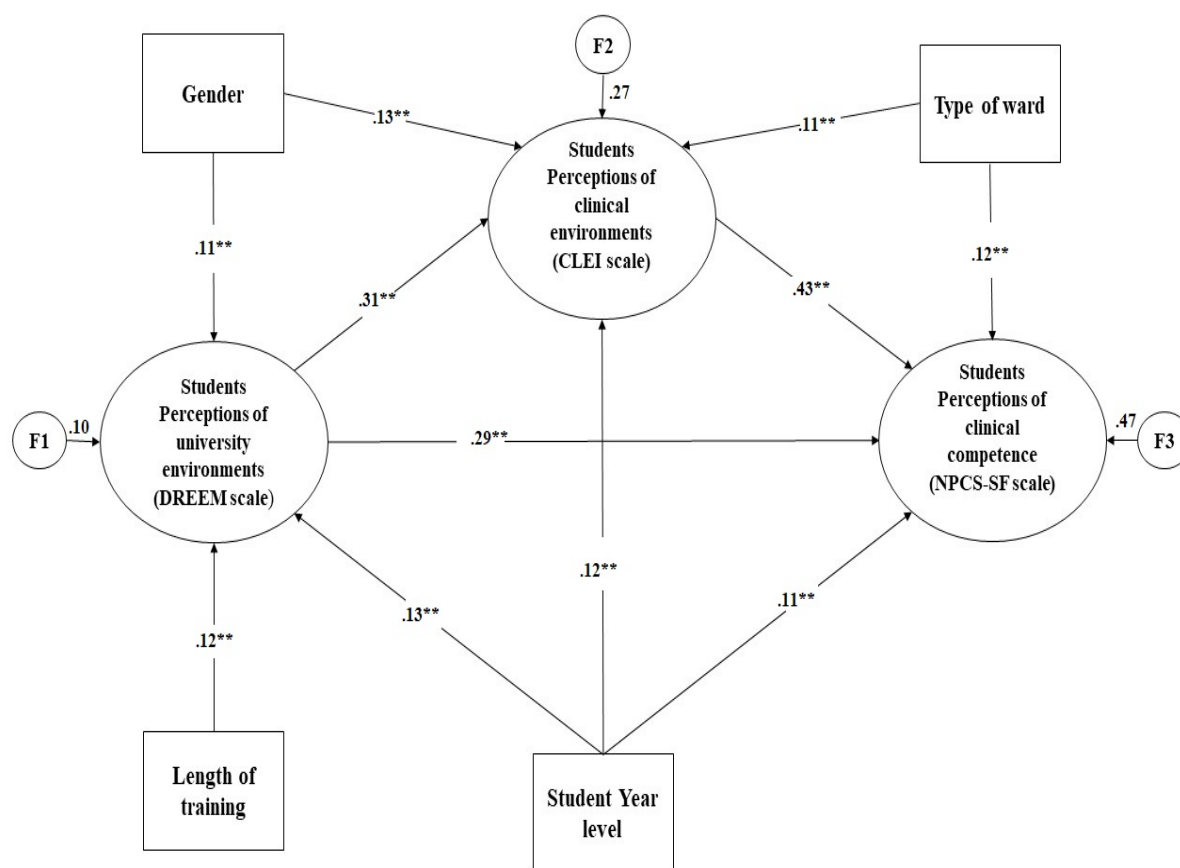 F2
Gender
Type of ward
.27
.13**
.11**
Students
Perceptions of
clinical
environments
(CLEI scale)
.11**
.12**
.31**
.43**
Students
Perceptions of
university
environments
(DREEM scale)
Students
Perceptions of
clinical
competence
(NPCS-SF scale)
F1
.10
.29**
.47
F3
.12**
.13**
.12**
.11**
Length of
training
Student Year
level